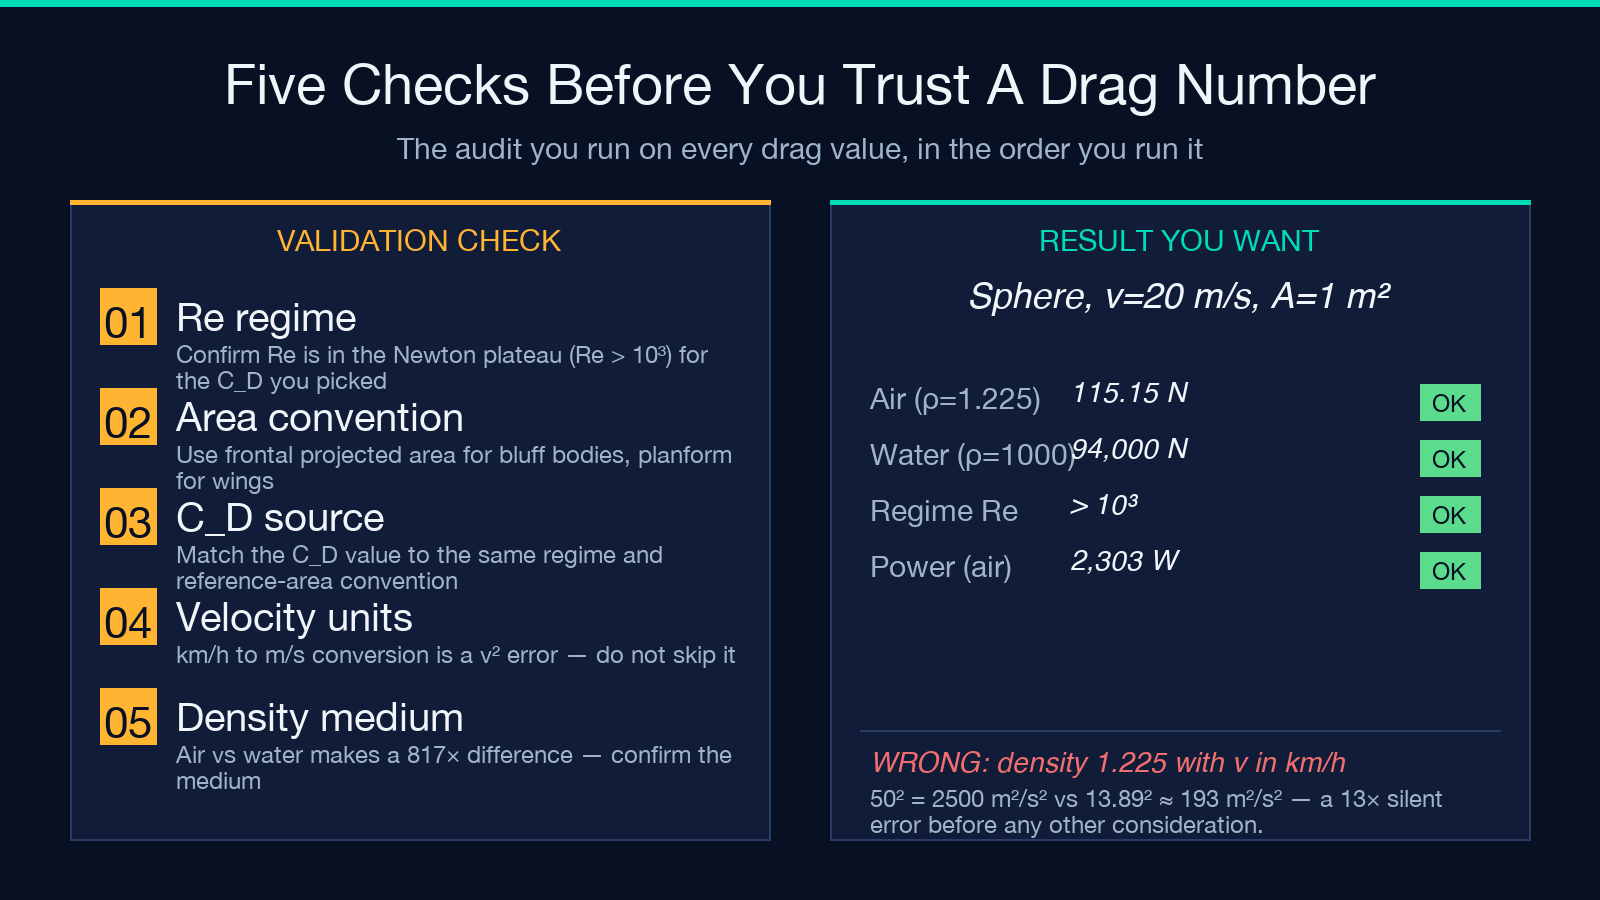 Five Checks Before You Trust A Drag Number
The audit you run on every drag value, in the order you run it
VALIDATION CHECK
01 Re regime
Confirm Re is in the Newton plateau (Re > 10³) for
the C_D you picked
02 Area convention
Use frontal projected area for bluff bodies, planform
for wings
03 C_D source
Match the C_D value to the same regime and
reference-area convention
04 Velocity units
km/h to m/s conversion is a v² error — do not skip it
05 Density medium
Air vs water makes a 817× difference — confirm the
medium
RESULT YOU WANT
Sphere, v=20 m/s, A=1 m²
Air (ρ=1.225) 115.15 N OK
Water (ρ=1000) 94,000 N OK
Regime Re > 10³ OK
Power (air) 2,303 W OK
WRONG: density 1.225 with v in km/h
50² = 2500 m²/s² vs 13.89² ≈ 193 m²/s² — a 13× silent
error before any other consideration.